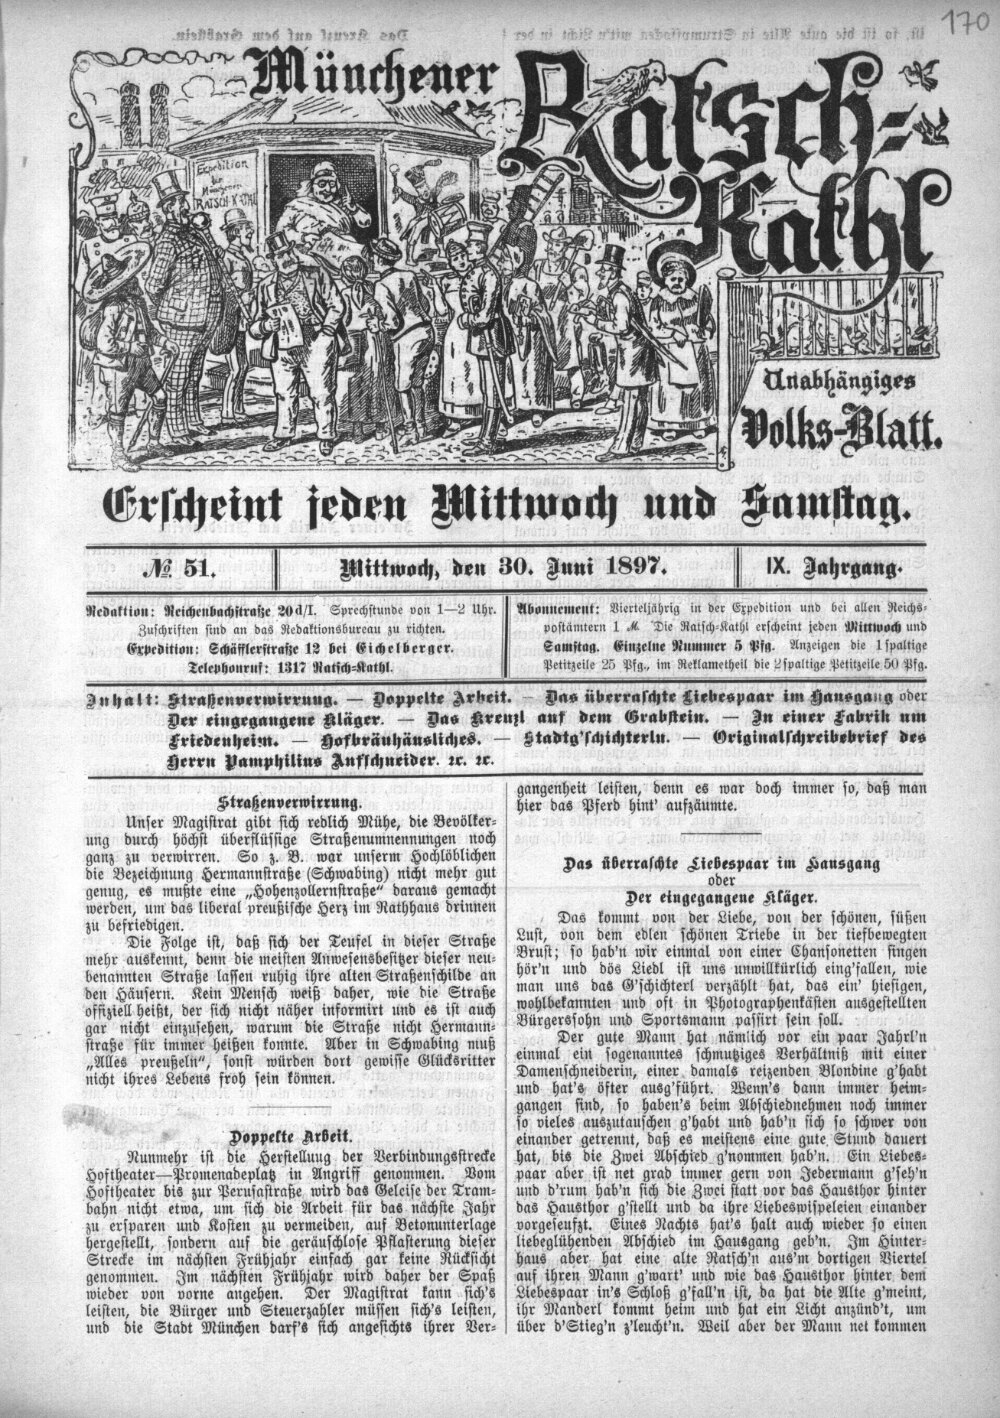 170
Münchener
Ratsch-
Kathl
Expedition
der
Münchener
RATSCH-KATHL
Unabhängiges
Volks-Blatt.
Erscheint jeden Mittwoch und Samstag.
№ 51.
Mittwoch, den 30. Juni 1897.
IX. Jahrgang.
Redaktion: Reichenbachstraße 20 d/I. Sprechstunde von 1—2 Uhr.
Zuschriften sind an das Redaktionsbureau zu richten.
Expedition: Schäfflerstraße 12 bei Eichelberger.
Telephonruf: 1317 Ratsch-Kathl.
Abonnement: Vierteljährig in der Expedition und bei allen Reichs-
postämtern 1 M. Die Ratsch-Kathl erscheint jeden Mittwoch und
Samstag. Einzelne Nummer 5 Pfg. Anzeigen die 1spaltige
Petitzeile 25 Pfg., im Reklametheil die 2spaltige Petitzeile 50 Pfg.
Inhalt: Straßenverwirrung. — Doppelte Arbeit. — Das überraschte Liebespaar im Hausgang oder
Der eingegangene Kläger. — Das Kreuzl auf dem Grabstein. — In einer Fabrik um
Friedenheim. — Hofbräuhäusliches. — Stadtg'schichterln. — Originalschreibebrief des
Herrn Pamphilius Aufschneider. ꝛc. ꝛc.
Straßenverwirrung.
Unser Magistrat gibt sich redlich Mühe, die Bevölker-
ung durch höchst überflüssige Straßenumnennungen noch
ganz zu verwirren. So z. B. war unserm Hochlöblichen
die Bezeichnung Hermannstraße (Schwabing) nicht mehr gut
genug, es mußte eine „Hohenzollernstraße" daraus gemacht
werden, um das liberal preußische Herz im Rathhaus drinnen
zu befriedigen.
Die Folge ist, daß sich der Teufel in dieser Straße
mehr auskennt, denn die meisten Anwesensbesitzer dieser neu-
benannten Straße lassen ruhig ihre alten Straßenschilde an
den Häusern. Kein Mensch weiß daher, wie die Straße
offiziell heißt, der sich nicht näher informirt und es ist auch
gar nicht einzusehen, warum die Straße nicht Hermann-
straße für immer heißen konnte. Aber in Schwabing muß
„Alles preußeln", sonst würden dort gewisse Glücksritter
nicht ihres Lebens froh sein können.
Doppelte Arbeit.
Nunmehr ist die Herstellung der Verbindungsstrecke
Hoftheater—Promenadeplatz in Angriff genommen. Vom
Hoftheater bis zur Perusastraße wird das Geleise der Tram-
bahn nicht etwa, um sich die Arbeit für das nächste Jahr
zu ersparen und Kosten zu vermeiden, auf Betonunterlage
hergestellt, sondern auf die geräuschlose Pflasterung dieser
Strecke im nächsten Frühjahr einfach gar keine Rücksicht
genommen. Im nächsten Frühjahr wird daher der Spaß
wieder von vorne angehen. Der Magistrat kann sich's
leisten, die Bürger und Steuerzahler müssen sich's leisten,
und die Stadt München darf's sich angesichts ihrer Ver-
gangenheit leisten, denn es war doch immer so, daß man
hier das Pferd hint' aufzäumte.
Das überraschte Liebespaar im Hausgang
oder
Der eingegangene Kläger.
Das kommt von der Liebe, von der schönen, süßen
Lust, von dem edlen schönen Triebe in der tiefbewegten
Brust; so hab'n wir einmal von einer Chansonetten singen
hör'n und dös Liedl ist uns unwillkürlich eing'fallen, wie
man uns das G'schichterl verzählt hat, das ein' hiesigen,
wohlbekannten und oft in Photographenkästen ausgestellten
Bürgerssohn und Sportsmann passirt sein soll.
Der gute Mann hat nämlich vor ein paar Jahrl'n
einmal ein sogenanntes schmutziges Verhältniß mit einer
Damenschneiderin, einer damals reizenden Blondine g'habt
und hat's öfter ausg'führt. Wenn's dann immer heim-
gangen sind, so haben's beim Abschiednehmen noch immer
so vieles auszutauschen g'habt und hab'n sich so schwer von
einander getrennt, daß es meistens eine gute Stund dauert
hat, bis die Zwei Abschied g'nommen hab'n. Ein Liebes-
paar aber ist net grad immer gern von Jedermann g'seh'n
und d'rum hab'n sich die Zwei statt vor das Hausthor hinter
das Hausthor g'stellt und da ihre Liebeswispeleien einander
vorgeseufzt. Eines Nachts hat's halt auch wieder so einen
liebeglühenden Abschied im Hausgang geb'n. Im Hinter-
haus aber hat eine alte Ratsch'n aus'm dortigen Viertel
auf ihren Mann g'wart' und wie das Hausthor hinter dem
Liebespaar in's Schloß g'fall'n ist, da hat die Alte g'meint,
ihr Manderl kommt heim und hat ein Licht anzünd't, um
über d'Stieg'n z'leucht'n. Weil aber der Mann net kommen